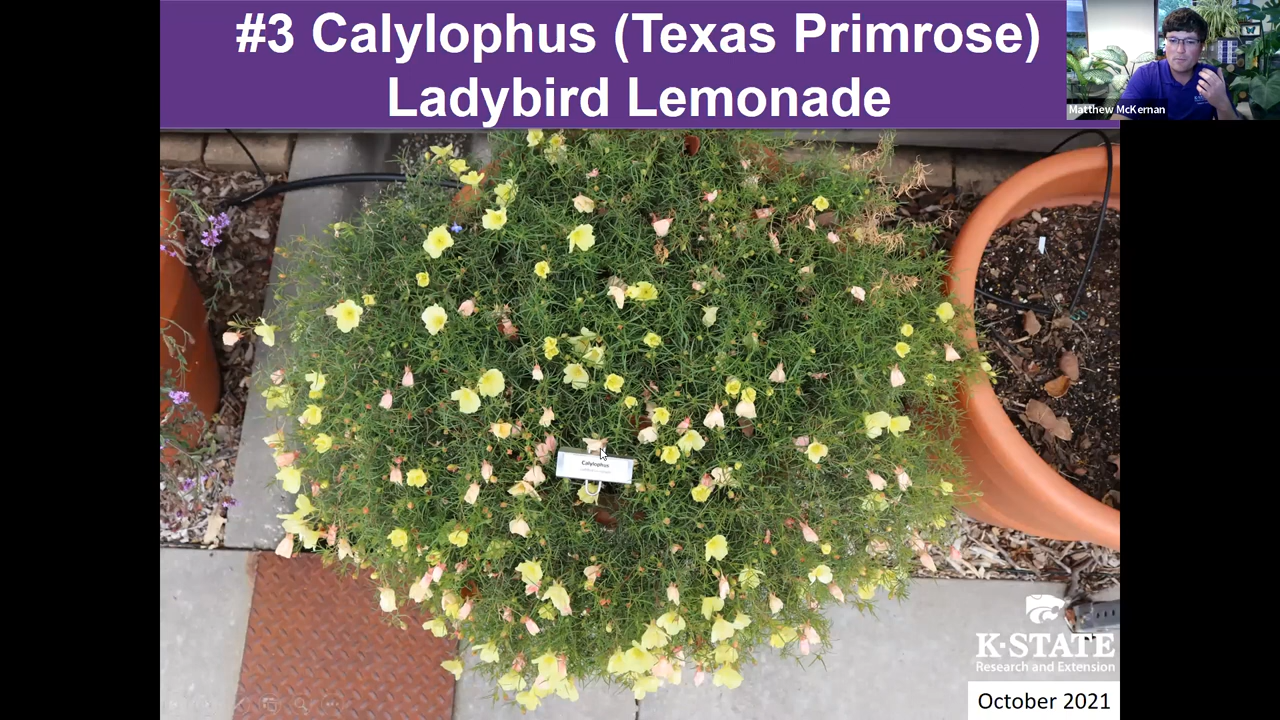 #3 Calylophus (Texas Primrose)
Ladybird Lemonade
Matthew McKernan
Calylophus
K-STATE
Research and Extension
October 2021